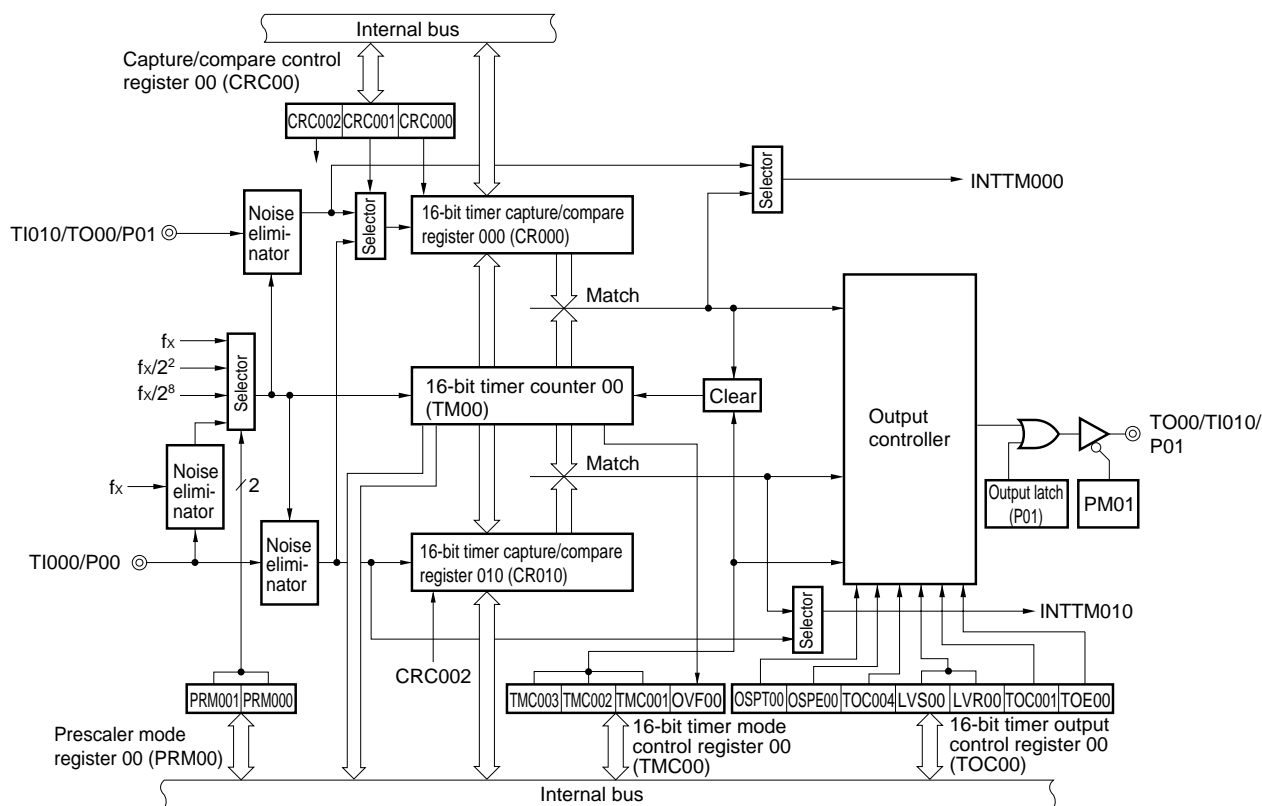 Internal bus
Capture/compare control
register 00 (CRC00)
CRC002 CRC001 CRC000
Selector
INTTM000
TI010/TO00/P01
Noise
elimi-
nator
Selector
16-bit timer capture/compare
register 000 (CR000)
Match
fX
fX/2²
fX/2⁸
Selector
16-bit timer counter 00
(TM00)
Clear
Output
controller
TO00/TI010/
P01
Output latch
(P01)
PM01
fX
Noise
elimi-
nator
2
Match
TI000/P00
Noise
elimi-
nator
16-bit timer capture/compare
register 010 (CR010)
Selector
INTTM010
CRC002
PRM001 PRM000
TMC003 TMC002 TMC001 OVF00
OSPT00 OSPE00 TOC004 LVS00 LVR00 TOC001 TOE00
Prescaler mode
register 00 (PRM00)
16-bit timer mode
control register 00
(TMC00)
16-bit timer output
control register 00
(TOC00)
Internal bus